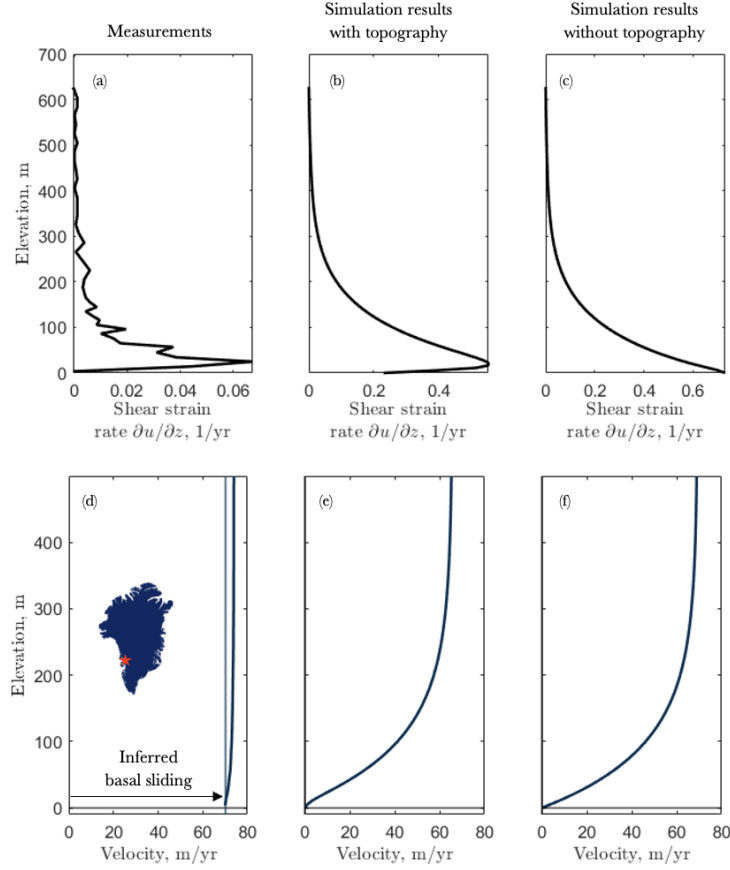 Measurements
Simulation results
with topography
Simulation results
without topography
700
600
500
400
300
200
100
0
Elevation, m
(a)
(b)
(c)
0 0.02 0.04 0.06
0 0.2 0.4
0 0.2 0.4 0.6
Shear strain
rate ∂u/∂z, 1/yr
Shear strain
rate ∂u/∂z, 1/yr
Shear strain
rate ∂u/∂z, 1/yr
400
300
200
100
0
Elevation, m
(d)
(e)
(f)
Inferred
basal sliding
0 20 40 60 80
0 20 40 60 80
0 20 40 60 80
Velocity, m/yr
Velocity, m/yr
Velocity, m/yr